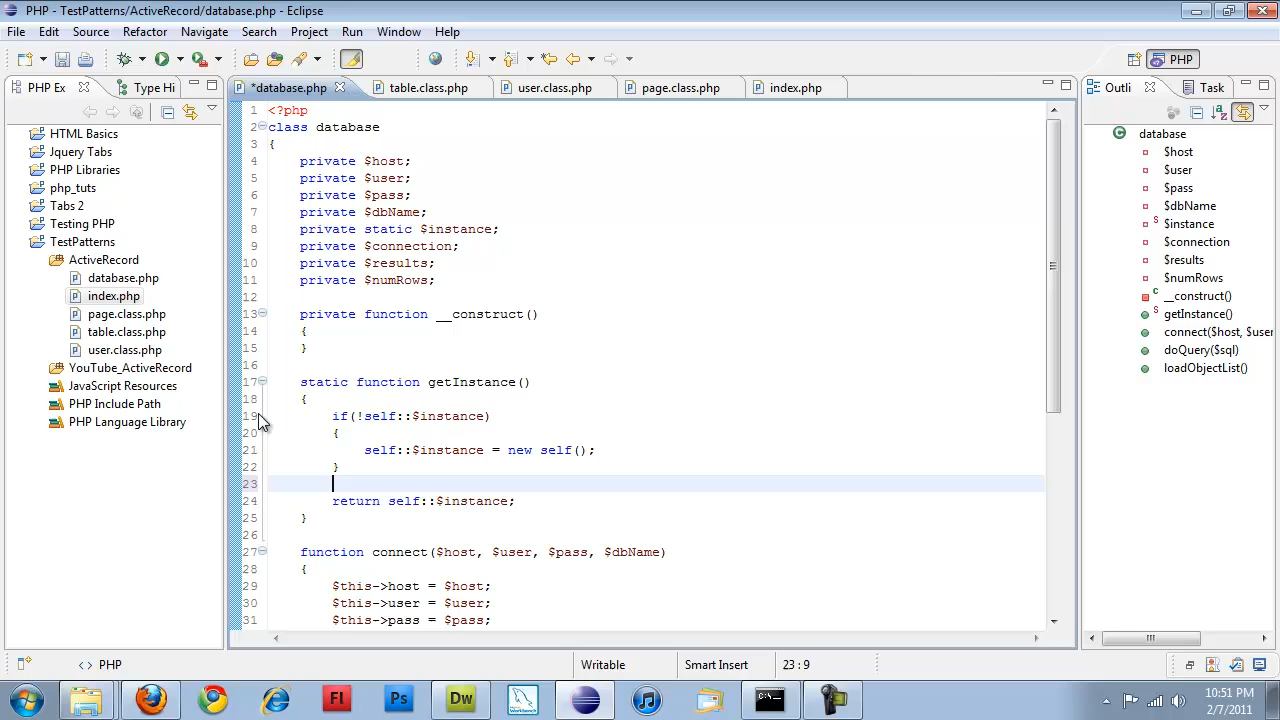 PHP - TestPatterns/ActiveRecord/database.php - Eclipse
File Edit Source Refactor Navigate Search Project Run Window Help
PHP
PHP Ex
Type Hi
*database.php
table.class.php
user.class.php
page.class.php
index.php
Outli
Task
HTML Basics
Jquery Tabs
PHP Libraries
php_tuts
Tabs 2
Testing PHP
TestPatterns
ActiveRecord
database.php
index.php
page.class.php
table.class.php
user.class.php
YouTube_ActiveRecord
JavaScript Resources
PHP Include Path
PHP Language Library
1 <?php
2 class database
3 {
4 private $host;
5 private $user;
6 private $pass;
7 private $dbName;
8 private static $instance;
9 private $connection;
10 private $results;
11 private $numRows;
12
13 private function __construct()
14 {
15 }
16
17 static function getInstance()
18 {
19 if(!self::$instance)
20 {
21 self::$instance = new self();
22 }
23
24 return self::$instance;
25 }
26
27 function connect($host, $user, $pass, $dbName)
28 {
29 $this->host = $host;
30 $this->user = $user;
31 $this->pass = $pass;
database
$host
$user
$pass
$dbName
S $instance
$connection
$results
$numRows
c __construct()
S getInstance()
connect($host, $user
doQuery($sql)
loadObjectList()
<> PHP
Writable
Smart Insert
23 : 9
Fl
Ps
Dw
Workbench
C:\
10:51 PM
2/7/2011